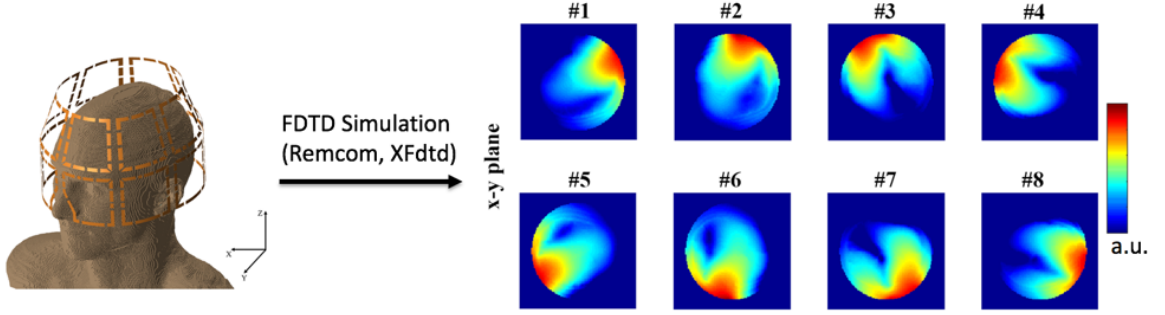 #1 #2 #3 #4
FDTD Simulation
(Remcom, XFdtd)
x-y plane
#5 #6 #7 #8
a.u.
Z
X
Y